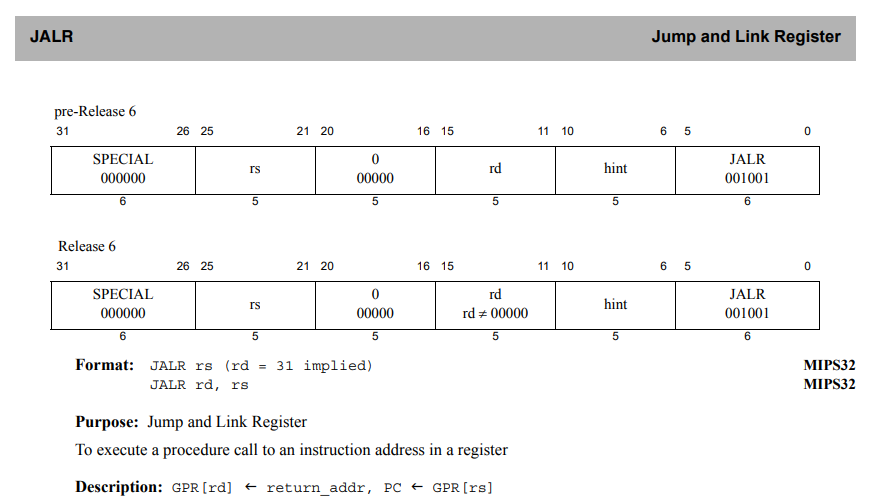 JALR Jump and Link Register
pre-Release 6
31 26 25 21 20 16 15 11 10 6 5 0
SPECIAL 0 JALR
rs rd hint
000000 00000 001001
6 5 5 5 5 6
Release 6
31 26 25 21 20 16 15 11 10 6 5 0
SPECIAL 0 rd JALR
rs hint
000000 00000 rd ≠ 00000 001001
6 5 5 5 5 6
Format: JALR rs (rd = 31 implied) MIPS32
JALR rd, rs MIPS32
Purpose: Jump and Link Register
To execute a procedure call to an instruction address in a register
Description: GPR[rd] ← return_addr, PC ← GPR[rs]